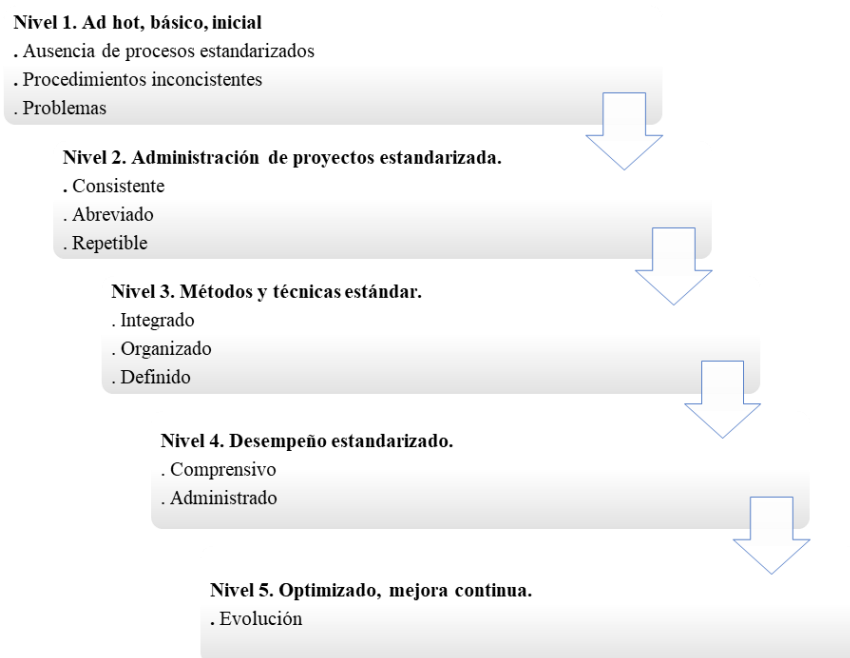 Nivel 1. Ad hot, básico, inicial
. Ausencia de procesos estandarizados
. Procedimientos inconcistentes
. Problemas
Nivel 2. Administración de proyectos estandarizada.
. Consistente
. Abreviado
. Repetible
Nivel 3. Métodos y técnicas estándar.
. Integrado
. Organizado
. Definido
Nivel 4. Desempeño estandarizado.
. Comprensivo
. Administrado
Nivel 5. Optimizado, mejora continua.
. Evolución